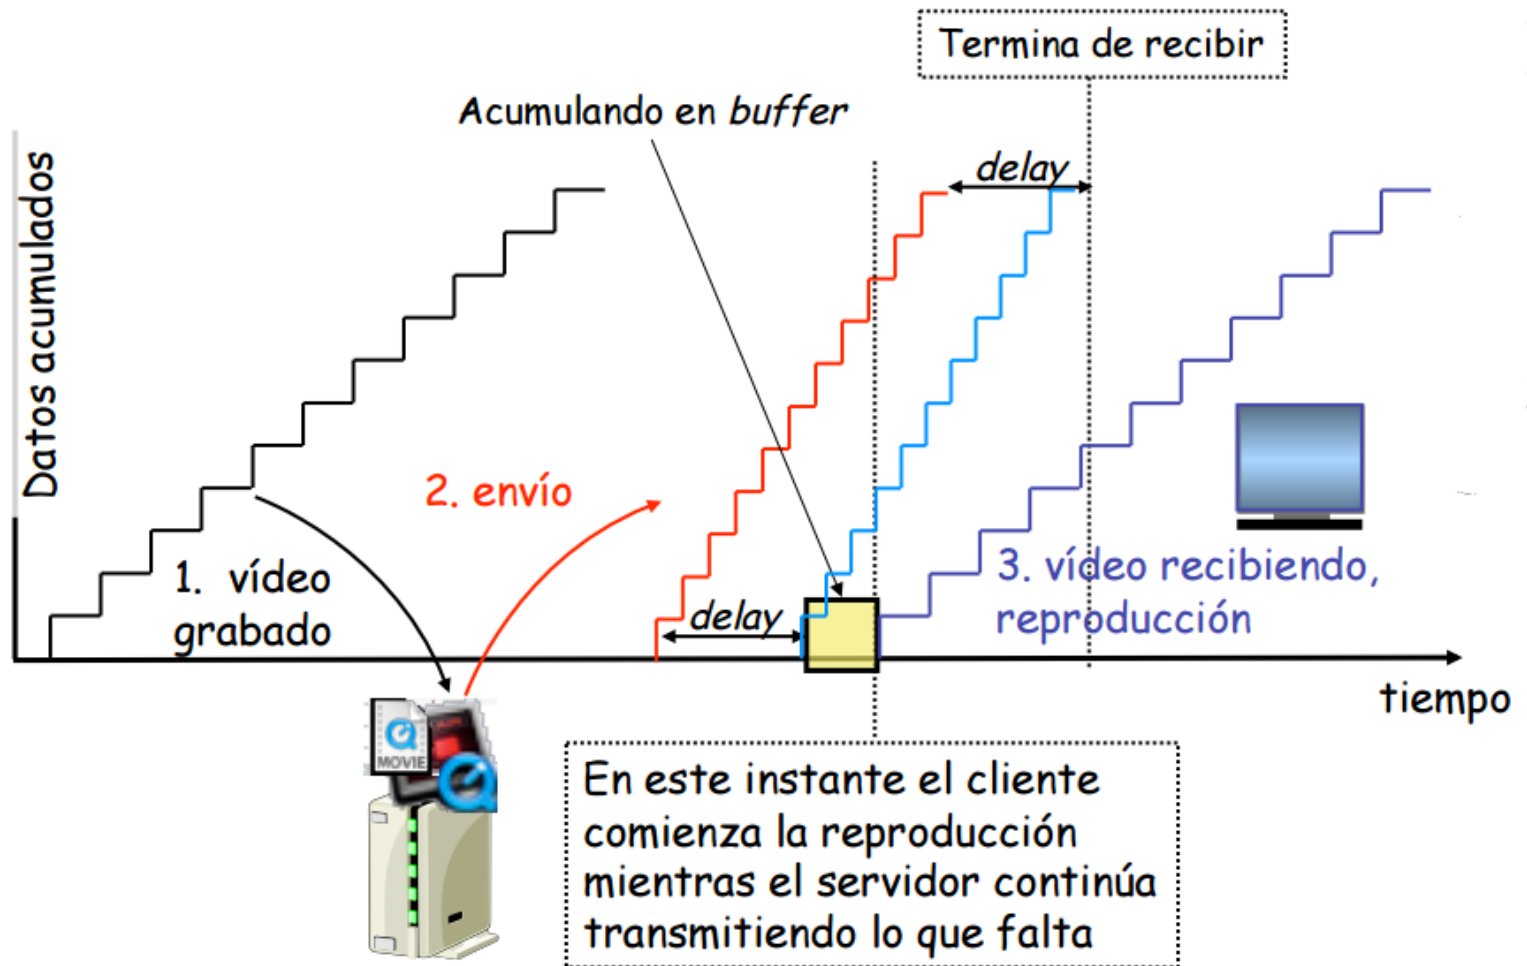 Termina de recibir
Acumulando en buffer
delay
Datos acumulados
2. envío
1. vídeo
grabado
delay
3. vídeo recibiendo,
reproducción
tiempo
MOVIE
En este instante el cliente
comienza la reproducción
mientras el servidor continúa
transmitiendo lo que falta